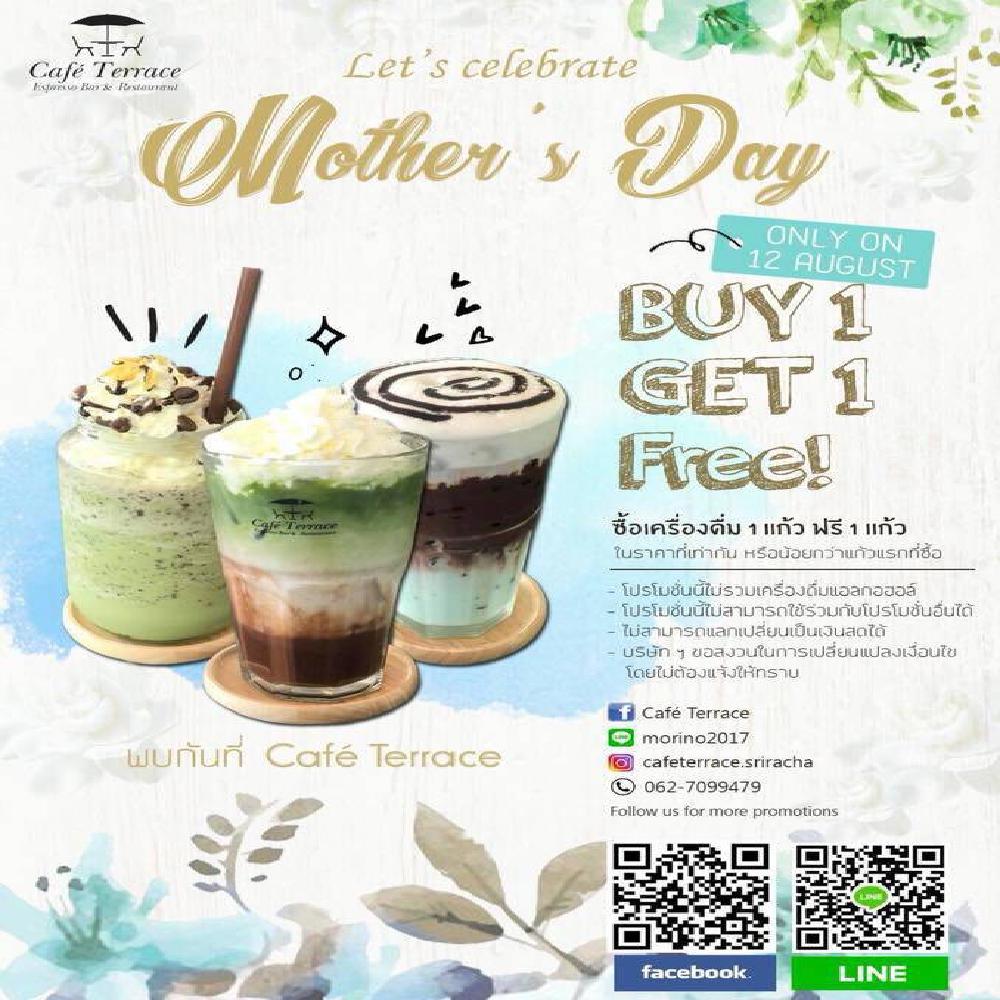 Café Terrace
Espresso Bar & Restaurant
Let's celebrate
Mother's Day
ONLY ON
12 AUGUST
BUY 1
GET 1
Free!
ซื้อเครื่องดื่ม 1 แก้ว ฟรี 1 แก้ว
ในราคาที่เท่ากัน หรือน้อยกว่าแก้วแรกที่ซื้อ
- โปรโมชั่นนี้ไม่รวมเครื่องดื่มแอลกอฮอล์
- โปรโมชั่นนี้ไม่สามารถใช้ร่วมกับโปรโมชั่นอื่นได้
- ไม่สามารถแลกเปลี่ยนเป็นเงินสดได้
- บริษัท ฯ ขอสงวนในการเปลี่ยนแปลงเงื่อนไข
โดยไม่ต้องแจ้งให้ทราบ
Café Terrace
พบกันที่ Café Terrace
Café Terrace
LINE
morino2017
cafeterrace.sriracha
062-7099479
Follow us for more promotions
LINE
facebook.
LINE